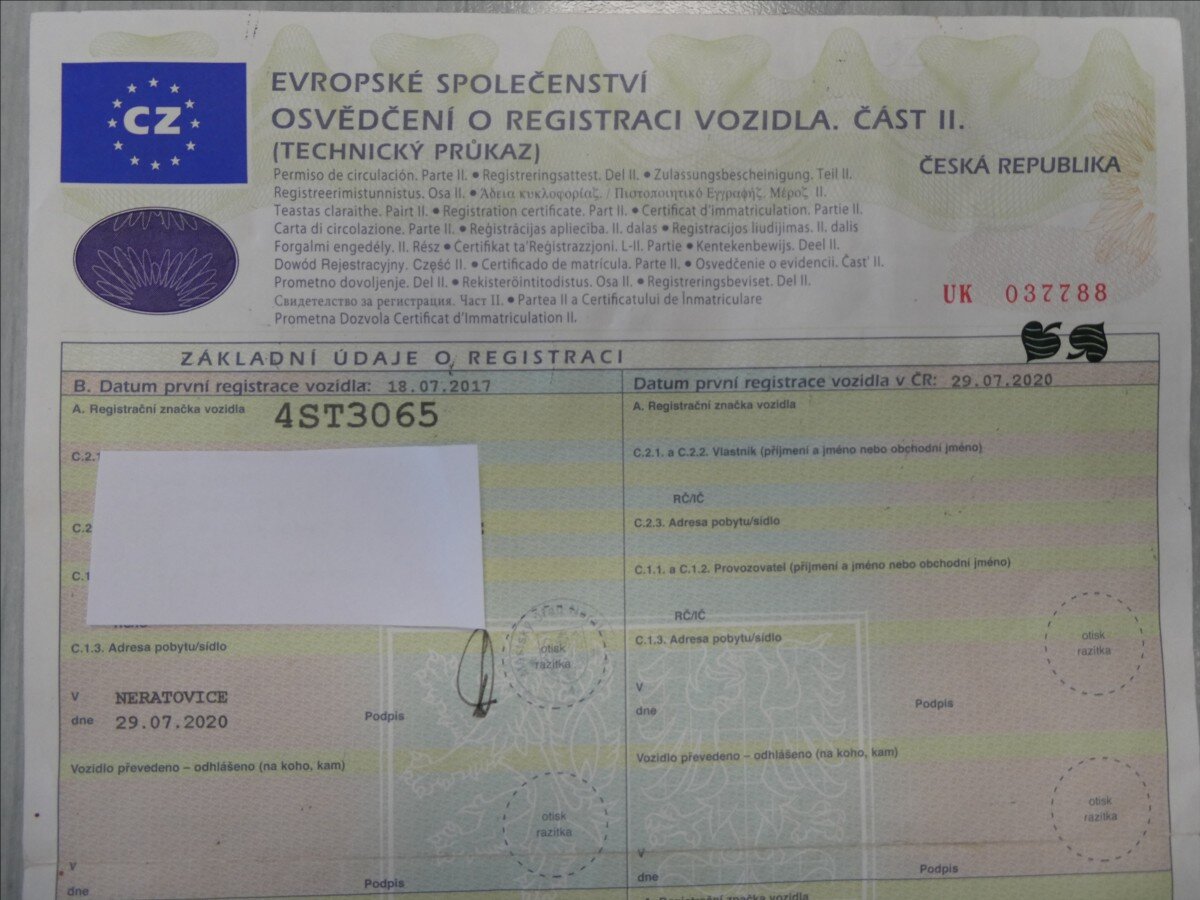 CZ
EVROPSKÉ SPOLEČENSTVÍ
OSVĚDČENÍ O REGISTRACI VOZIDLA. ČÁST II.
(TECHNICKÝ PRŮKAZ)
ČESKÁ REPUBLIKA
Permiso de circulación. Parte II. • Registreringsattest. Del II. • Zulassungsbescheinigung. Teil II.
Registreerimistunnistus. Osa II. • Άδεια κυκλοφορίας. / Πιστοποιητικό Εγγραφής. Μέρος II.
Teastas claraithe. Pairt II. • Registration certificate. Part II. • Certificat d'immatriculation. Partie II.
Carta di circolazione. Parte II. • Reģistrācijas apliecība. II. dalas • Registracijos liudijimas. II. dalis
Forgalmi engedély. II. Rész • Ċertifikat ta'Reġistrazzjoni. L-II. Partie • Kentekenbewijs. Deel II.
Dowód Rejestracyjny. Część II. • Certificado de matrícula. Parte II. • Osvedčenie o evidencii. Časť II.
Prometno dovoljenje. Del II. • Rekisteröintitodistus. Osa II. • Registreringsbeviset. Del II.
Свидетелство за регистрация. Част II. • Partea II a Certificatului de Înmatriculare
Prometna Dozvola Certificat d'Immatriculation II.
UK 037788
ZÁKLADNÍ ÚDAJE O REGISTRACI
B. Datum první registrace vozidla: 18.07.2017
Datum první registrace vozidla v ČR: 29.07.2020
A. Registrační značka vozidla 4ST3065
A. Registrační značka vozidla
C.2.1
C.2.1. a C.2.2. Vlastník (příjmení a jméno nebo obchodní jméno)
RČ/IČ
C.2
C.2.3. Adresa pobytu/sídlo
C.1
C.1.1. a C.1.2. Provozovatel (příjmení a jméno nebo obchodní jméno)
RČ/IČ
C.1.3. Adresa pobytu/sídlo
C.1.3. Adresa pobytu/sídlo
otisk
razítka
otisk
razítka
V NERATOVICE
dne 29.07.2020
Podpis
V
dne
Podpis
Vozidlo převedeno – odhlášeno (na koho, kam)
Vozidlo převedeno – odhlášeno (na koho, kam)
otisk
razítka
otisk
razítka
V
dne
Podpis
V
dne
Podpis